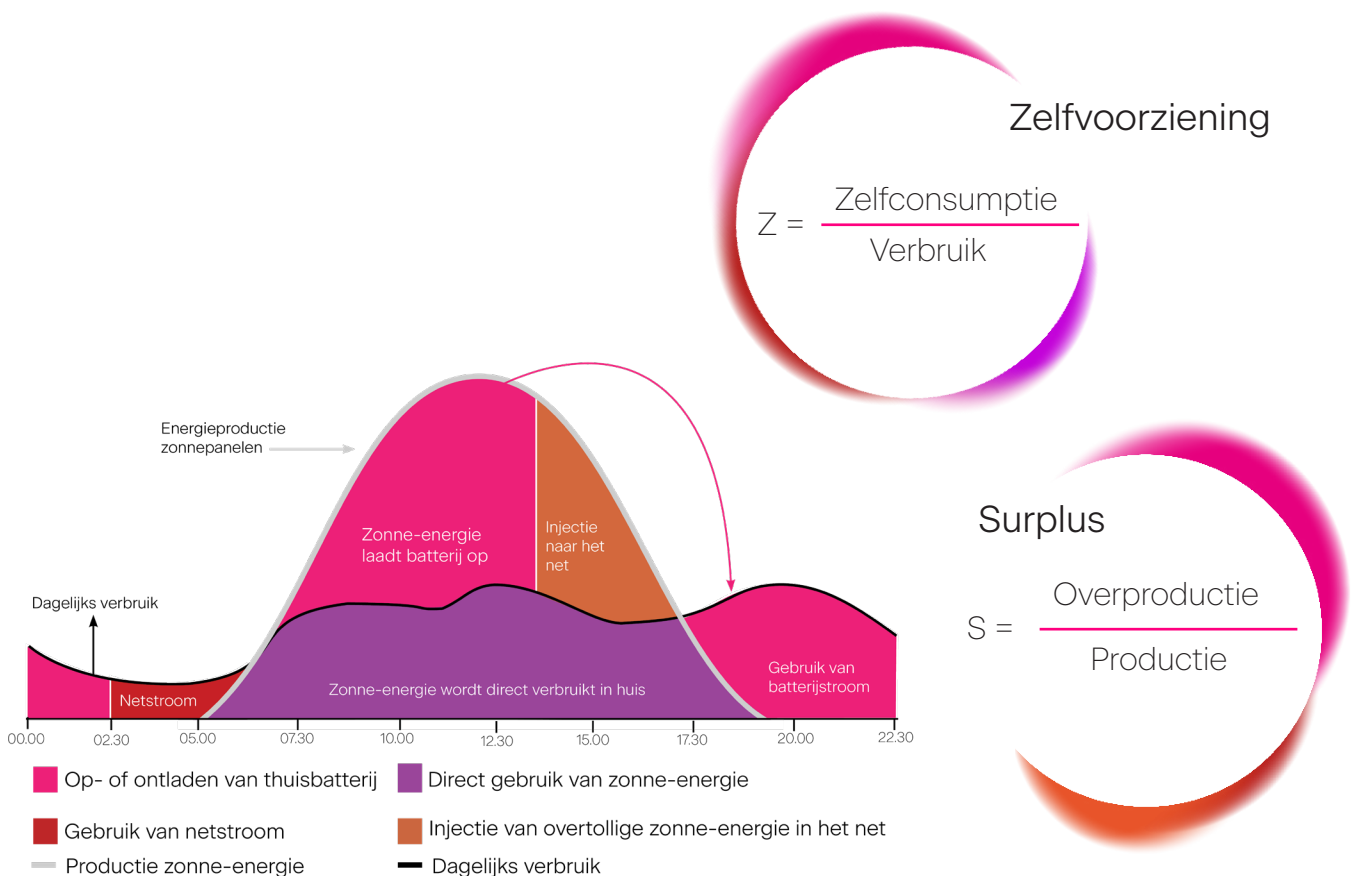 Zelfvoorziening
Z =
Zelfconsumptie
Verbruik
Energieproductie
zonnepanelen
Surplus
S =
Overproductie
Productie
Zonne-energie
laadt batterij op
Injectie
naar het
net
Dagelijks verbruik
Netstroom
Zonne-energie wordt direct verbruikt in huis
Gebruik van
batterijstroom
00.00 02.30 05.00 07.30 10.00 12.30 15.00 17.30 20.00 22.30
Op- of ontladen van thuisbatterij
Direct gebruik van zonne-energie
Gebruik van netstroom
Injectie van overtollige zonne-energie in het net
Productie zonne-energie
Dagelijks verbruik